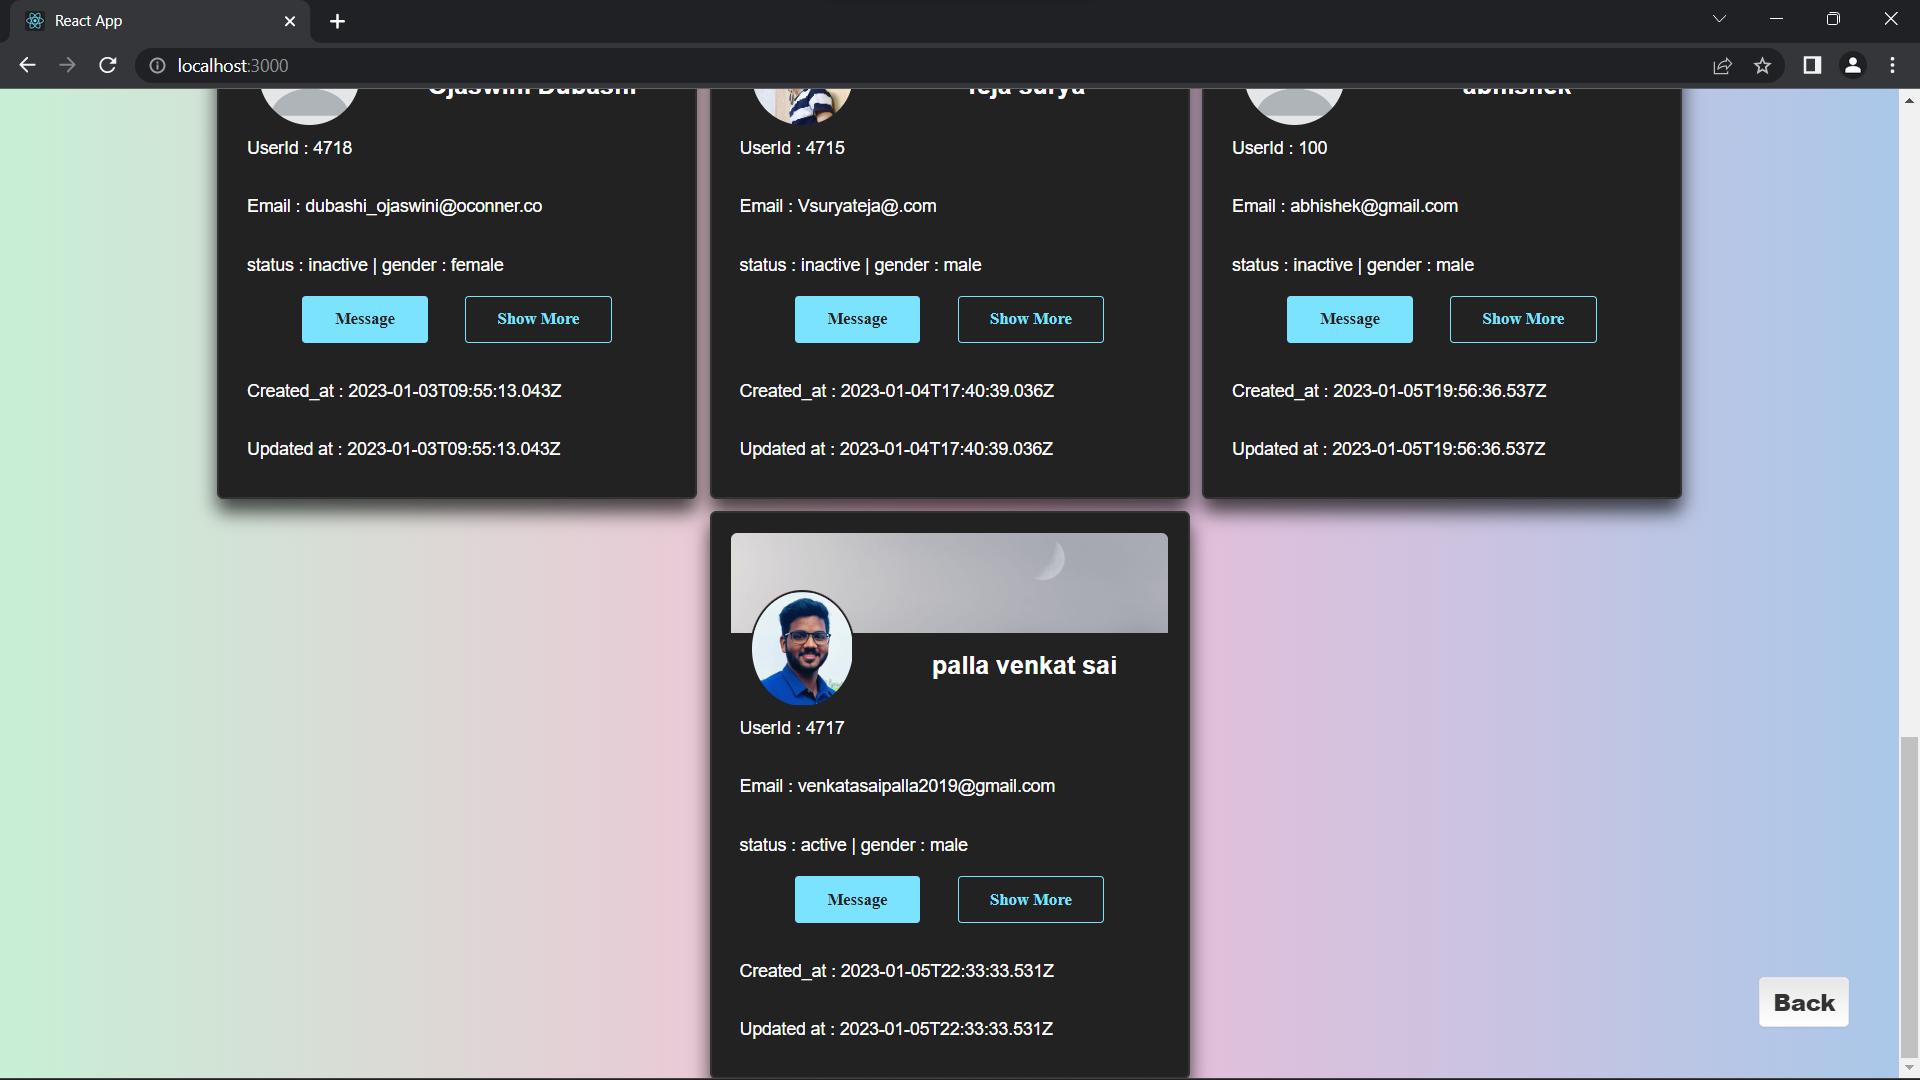 React App
localhost:3000
Ojaswini Dubashi
Teja surya
abhishek
UserId : 4718
Email : dubashi_ojaswini@oconner.co
status : inactive | gender : female
Message
Show More
Created_at : 2023-01-03T09:55:13.043Z
Updated at : 2023-01-03T09:55:13.043Z
UserId : 4715
Email : Vsuryateja@.com
status : inactive | gender : male
Message
Show More
Created_at : 2023-01-04T17:40:39.036Z
Updated at : 2023-01-04T17:40:39.036Z
UserId : 100
Email : abhishek@gmail.com
status : inactive | gender : male
Message
Show More
Created_at : 2023-01-05T19:56:36.537Z
Updated at : 2023-01-05T19:56:36.537Z
palla venkat sai
UserId : 4717
Email : venkatasaipalla2019@gmail.com
status : active | gender : male
Message
Show More
Created_at : 2023-01-05T22:33:33.531Z
Updated at : 2023-01-05T22:33:33.531Z
Back